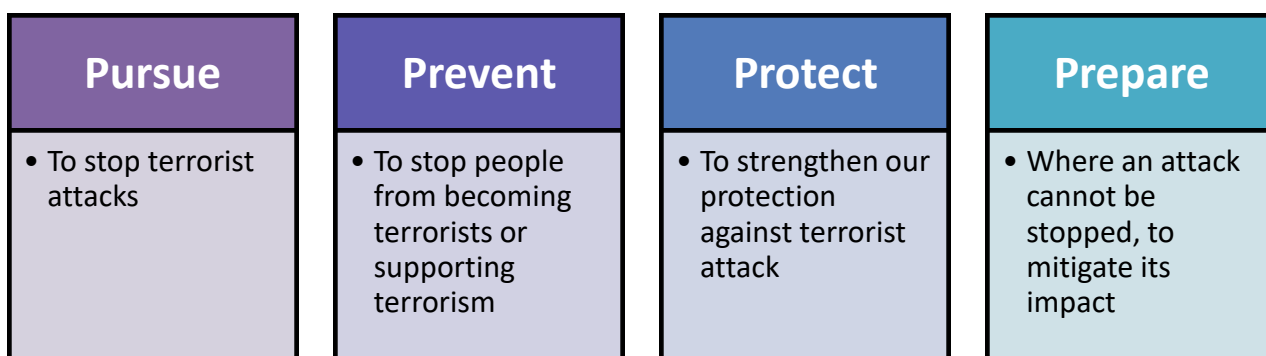 Pursue
• To stop terrorist
attacks
Prevent
• To stop people
from becoming
terrorists or
supporting
terrorism
Protect
• To strengthen our
protection
against terrorist
attack
Prepare
• Where an attack
cannot be
stopped, to
mitigate its
impact